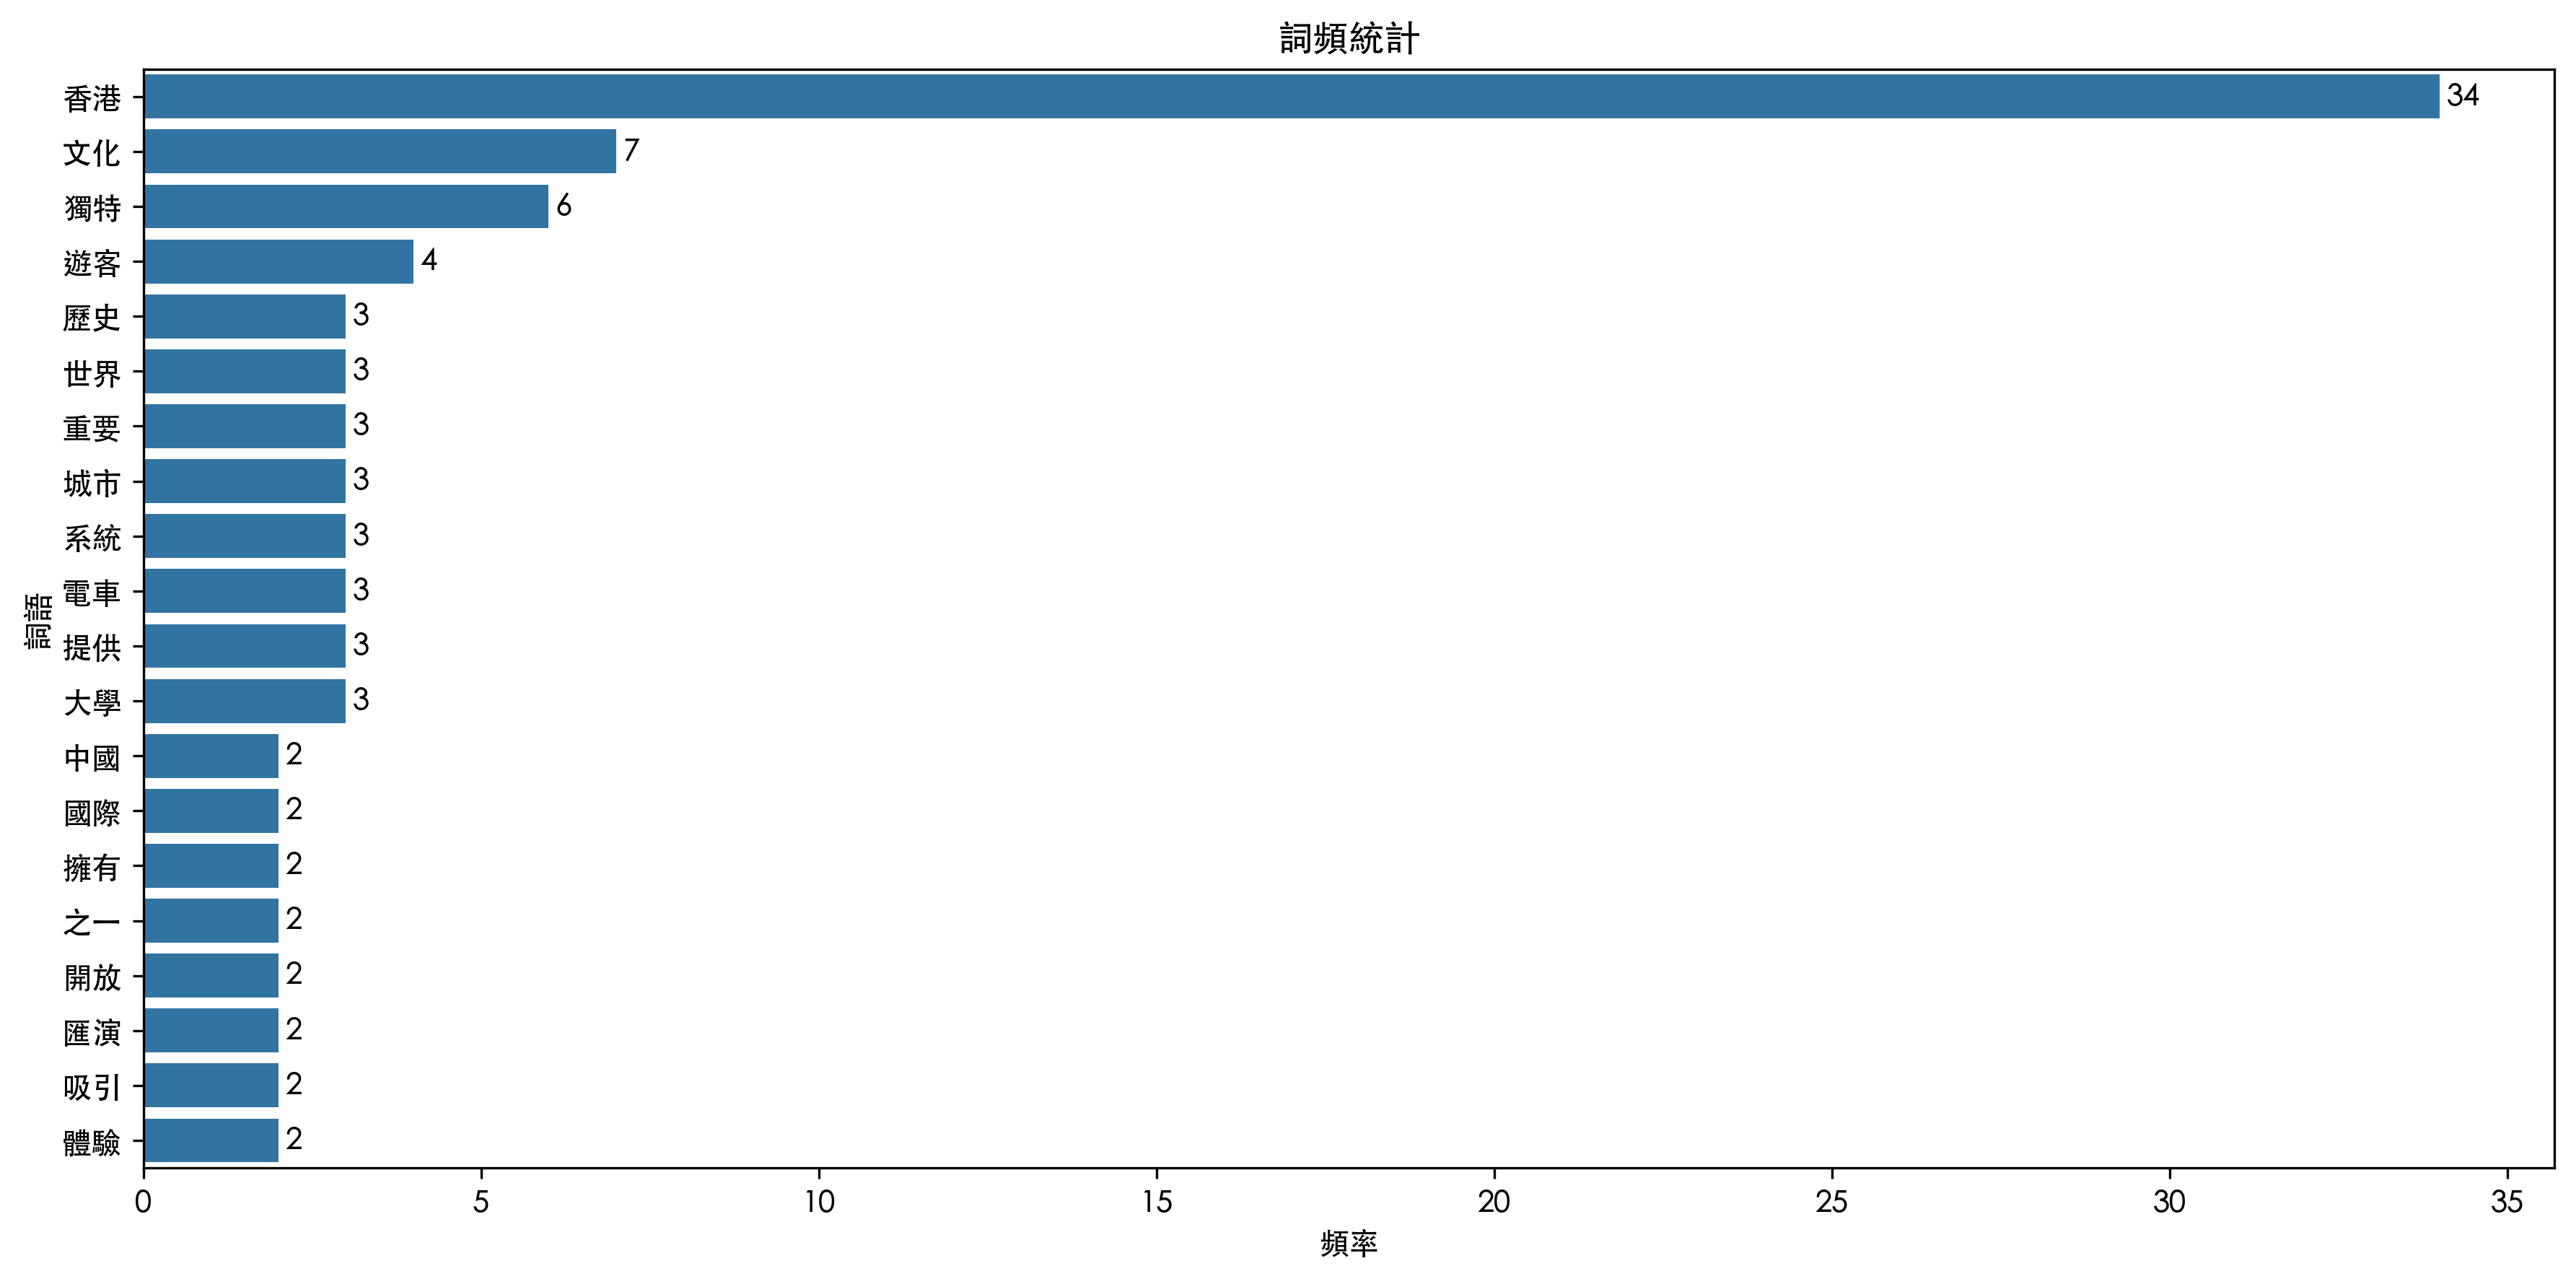 詞頻統計
香港 34
文化 7
獨特 6
遊客 4
歷史 3
世界 3
重要 3
城市 3
系統 3
電車 3
提供 3
大學 3
中國 2
國際 2
擁有 2
之一 2
開放 2
匯演 2
吸引 2
體驗 2
詞語
0 5 10 15 20 25 30 35
頻率